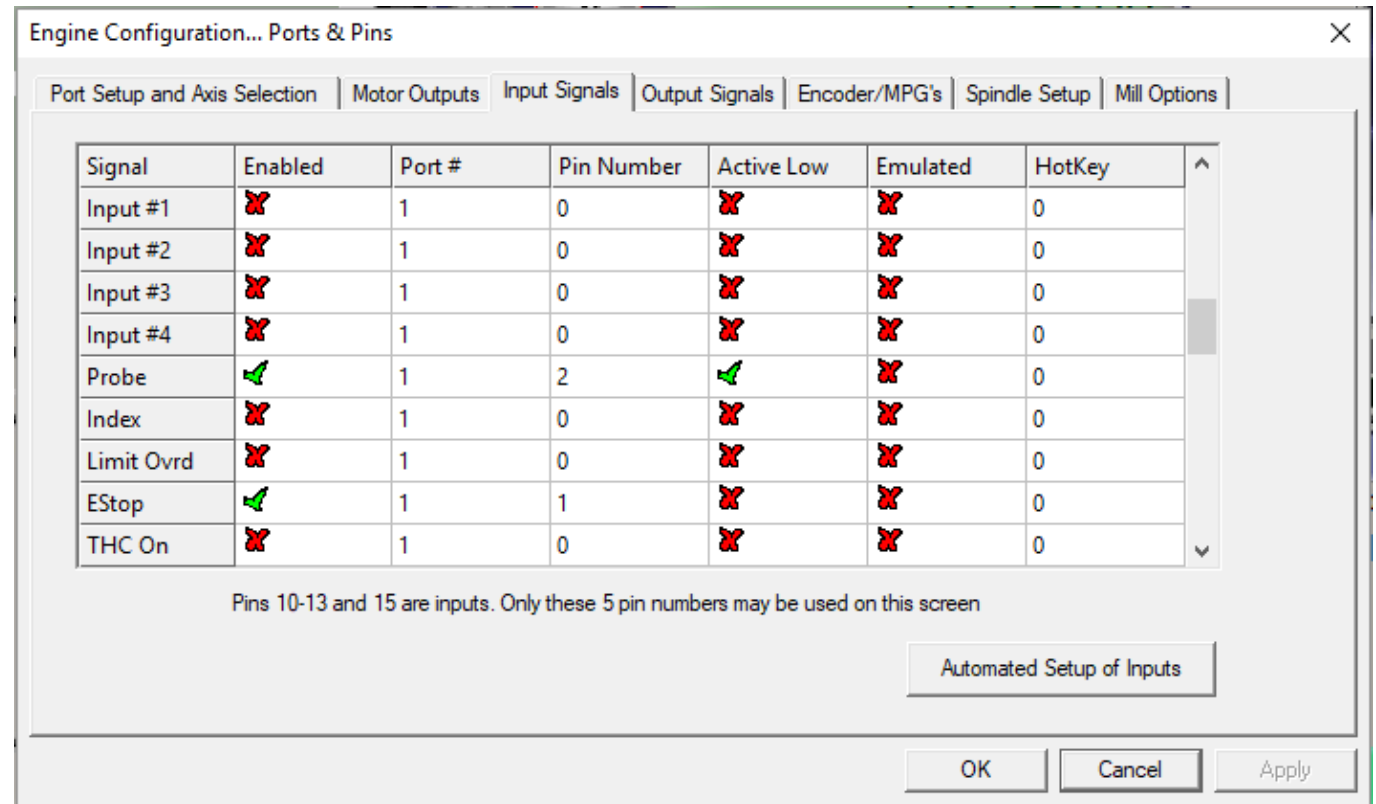 Engine Configuration... Ports & Pins
Port Setup and Axis Selection Motor Outputs Input Signals Output Signals Encoder/MPG's Spindle Setup Mill Options
Signal Enabled Port # Pin Number Active Low Emulated HotKey
Input #1 1 0 0
Input #2 1 0 0
Input #3 1 0 0
Input #4 1 0 0
Probe 1 2 0
Index 1 0 0
Limit Ovrd 1 0 0
EStop 1 1 0
THC On 1 0 0
Pins 10-13 and 15 are inputs. Only these 5 pin numbers may be used on this screen
Automated Setup of Inputs
OK Cancel Apply